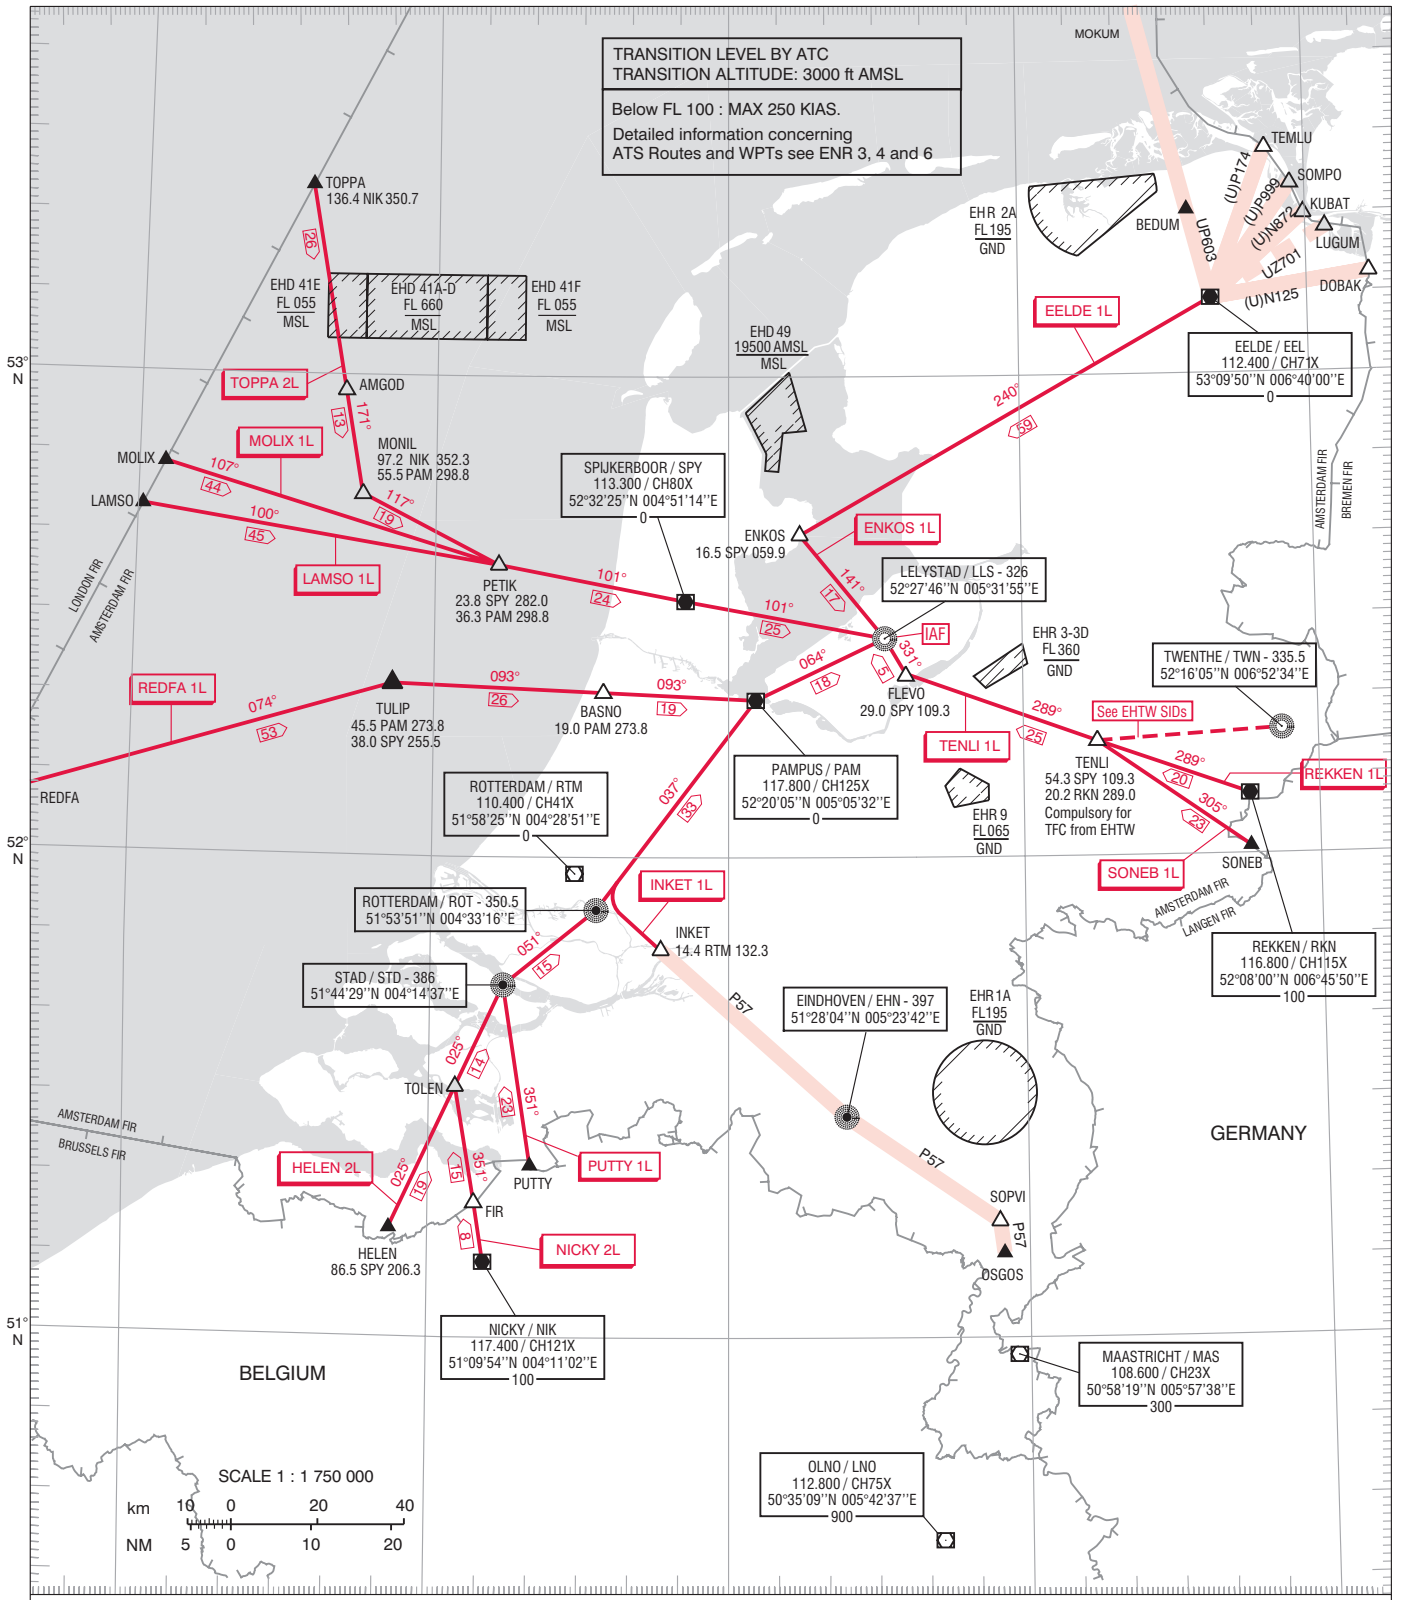 MOKUM
TRANSITION LEVEL BY ATC
TRANSITION ALTITUDE: 3000 ft AMSL
Below FL 100 : MAX 250 KIAS.
Detailed information concerning
ATS Routes and WPTs see ENR 3, 4 and 6
TEMLU
SOMPO
KUBAT
LUGUM
DOBAK
BEDUM
(U)P174
(U)P999
(U)N872
UZ701
(U)N125
UP603
TOPPA
136.4 NIK 350.7
26
EHR 2A
FL 195
GND
EHD 41E
FL 055
MSL
EHD 41A-D
FL 660
MSL
EHD 41F
FL 055
MSL
EELDE 1L
EHD 49
19500 AMSL
MSL
EELDE / EEL
112.400 / CH71X
53°09'50''N 006°40'00''E
0
53°
N
TOPPA 2L
AMGOD
171°
13
240°
59
MOLIX 1L
MONIL
97.2 NIK 352.3
55.5 PAM 298.8
MOLIX
107°
44
LAMSO
100°
45
117°
19
LAMSO 1L
SPIJKERBOOR / SPY
113.300 / CH80X
52°32'25''N 004°51'14''E
0
ENKOS
16.5 SPY 059.9
ENKOS 1L
AMSTERDAM FIR
BREMEN FIR
LONDON FIR
AMSTERDAM FIR
PETIK
23.8 SPY 282.0
36.3 PAM 298.8
101°
24
101°
25
141°
17
LELYSTAD / LLS - 326
52°27'46''N 005°31'55''E
IAF
EHR 3-3D
FL 360
GND
TWENTHE / TWN - 335.5
52°16'05''N 006°52'34''E
REDFA 1L
074°
53
TULIP
45.5 PAM 273.8
38.0 SPY 255.5
093°
26
BASNO
19.0 PAM 273.8
093°
19
064°
18
331°
5
FLEVO
29.0 SPY 109.3
289°
25
TENLI 1L
See EHTW SIDs
TENLI
54.3 SPY 109.3
20.2 RKN 289.0
Compulsory for
TFC from EHTW
289°
20
305°
23
REKKEN 1L
REDFA
ROTTERDAM / RTM
110.400 / CH41X
51°58'25''N 004°28'51''E
0
037°
33
PAMPUS / PAM
117.800 / CH125X
52°20'05''N 005°05'32''E
0
EHR 9
FL 065
GND
SONEB
SONEB 1L
AMSTERDAM FIR
LANGEN FIR
52°
N
ROTTERDAM / ROT - 350.5
51°53'51''N 004°33'16''E
INKET 1L
INKET
14.4 RTM 132.3
REKKEN / RKN
116.800 / CH115X
52°08'00''N 006°45'50''E
100
051°
15
STAD / STD - 386
51°44'29''N 004°14'37''E
P57
EINDHOVEN / EHN - 397
51°28'04''N 005°23'42''E
EHR1A
FL195
GND
025°
14
TOLEN
351°
23
AMSTERDAM FIR
BRUSSELS FIR
GERMANY
HELEN 2L
025°
19
351°
15
PUTTY
PUTTY 1L
P57
SOPVI
P57
OSGOS
FIR
8
HELEN
86.5 SPY 206.3
NICKY 2L
51°
N
NICKY / NIK
117.400 / CH121X
51°09'54''N 004°11'02''E
100
BELGIUM
MAASTRICHT / MAS
108.600 / CH23X
50°58'19''N 005°57'38''E
300
OLNO / LNO
112.800 / CH75X
50°35'09''N 005°42'37''E
900
SCALE 1 : 1 750 000
km 10 0 20 40
NM 5 0 10 20